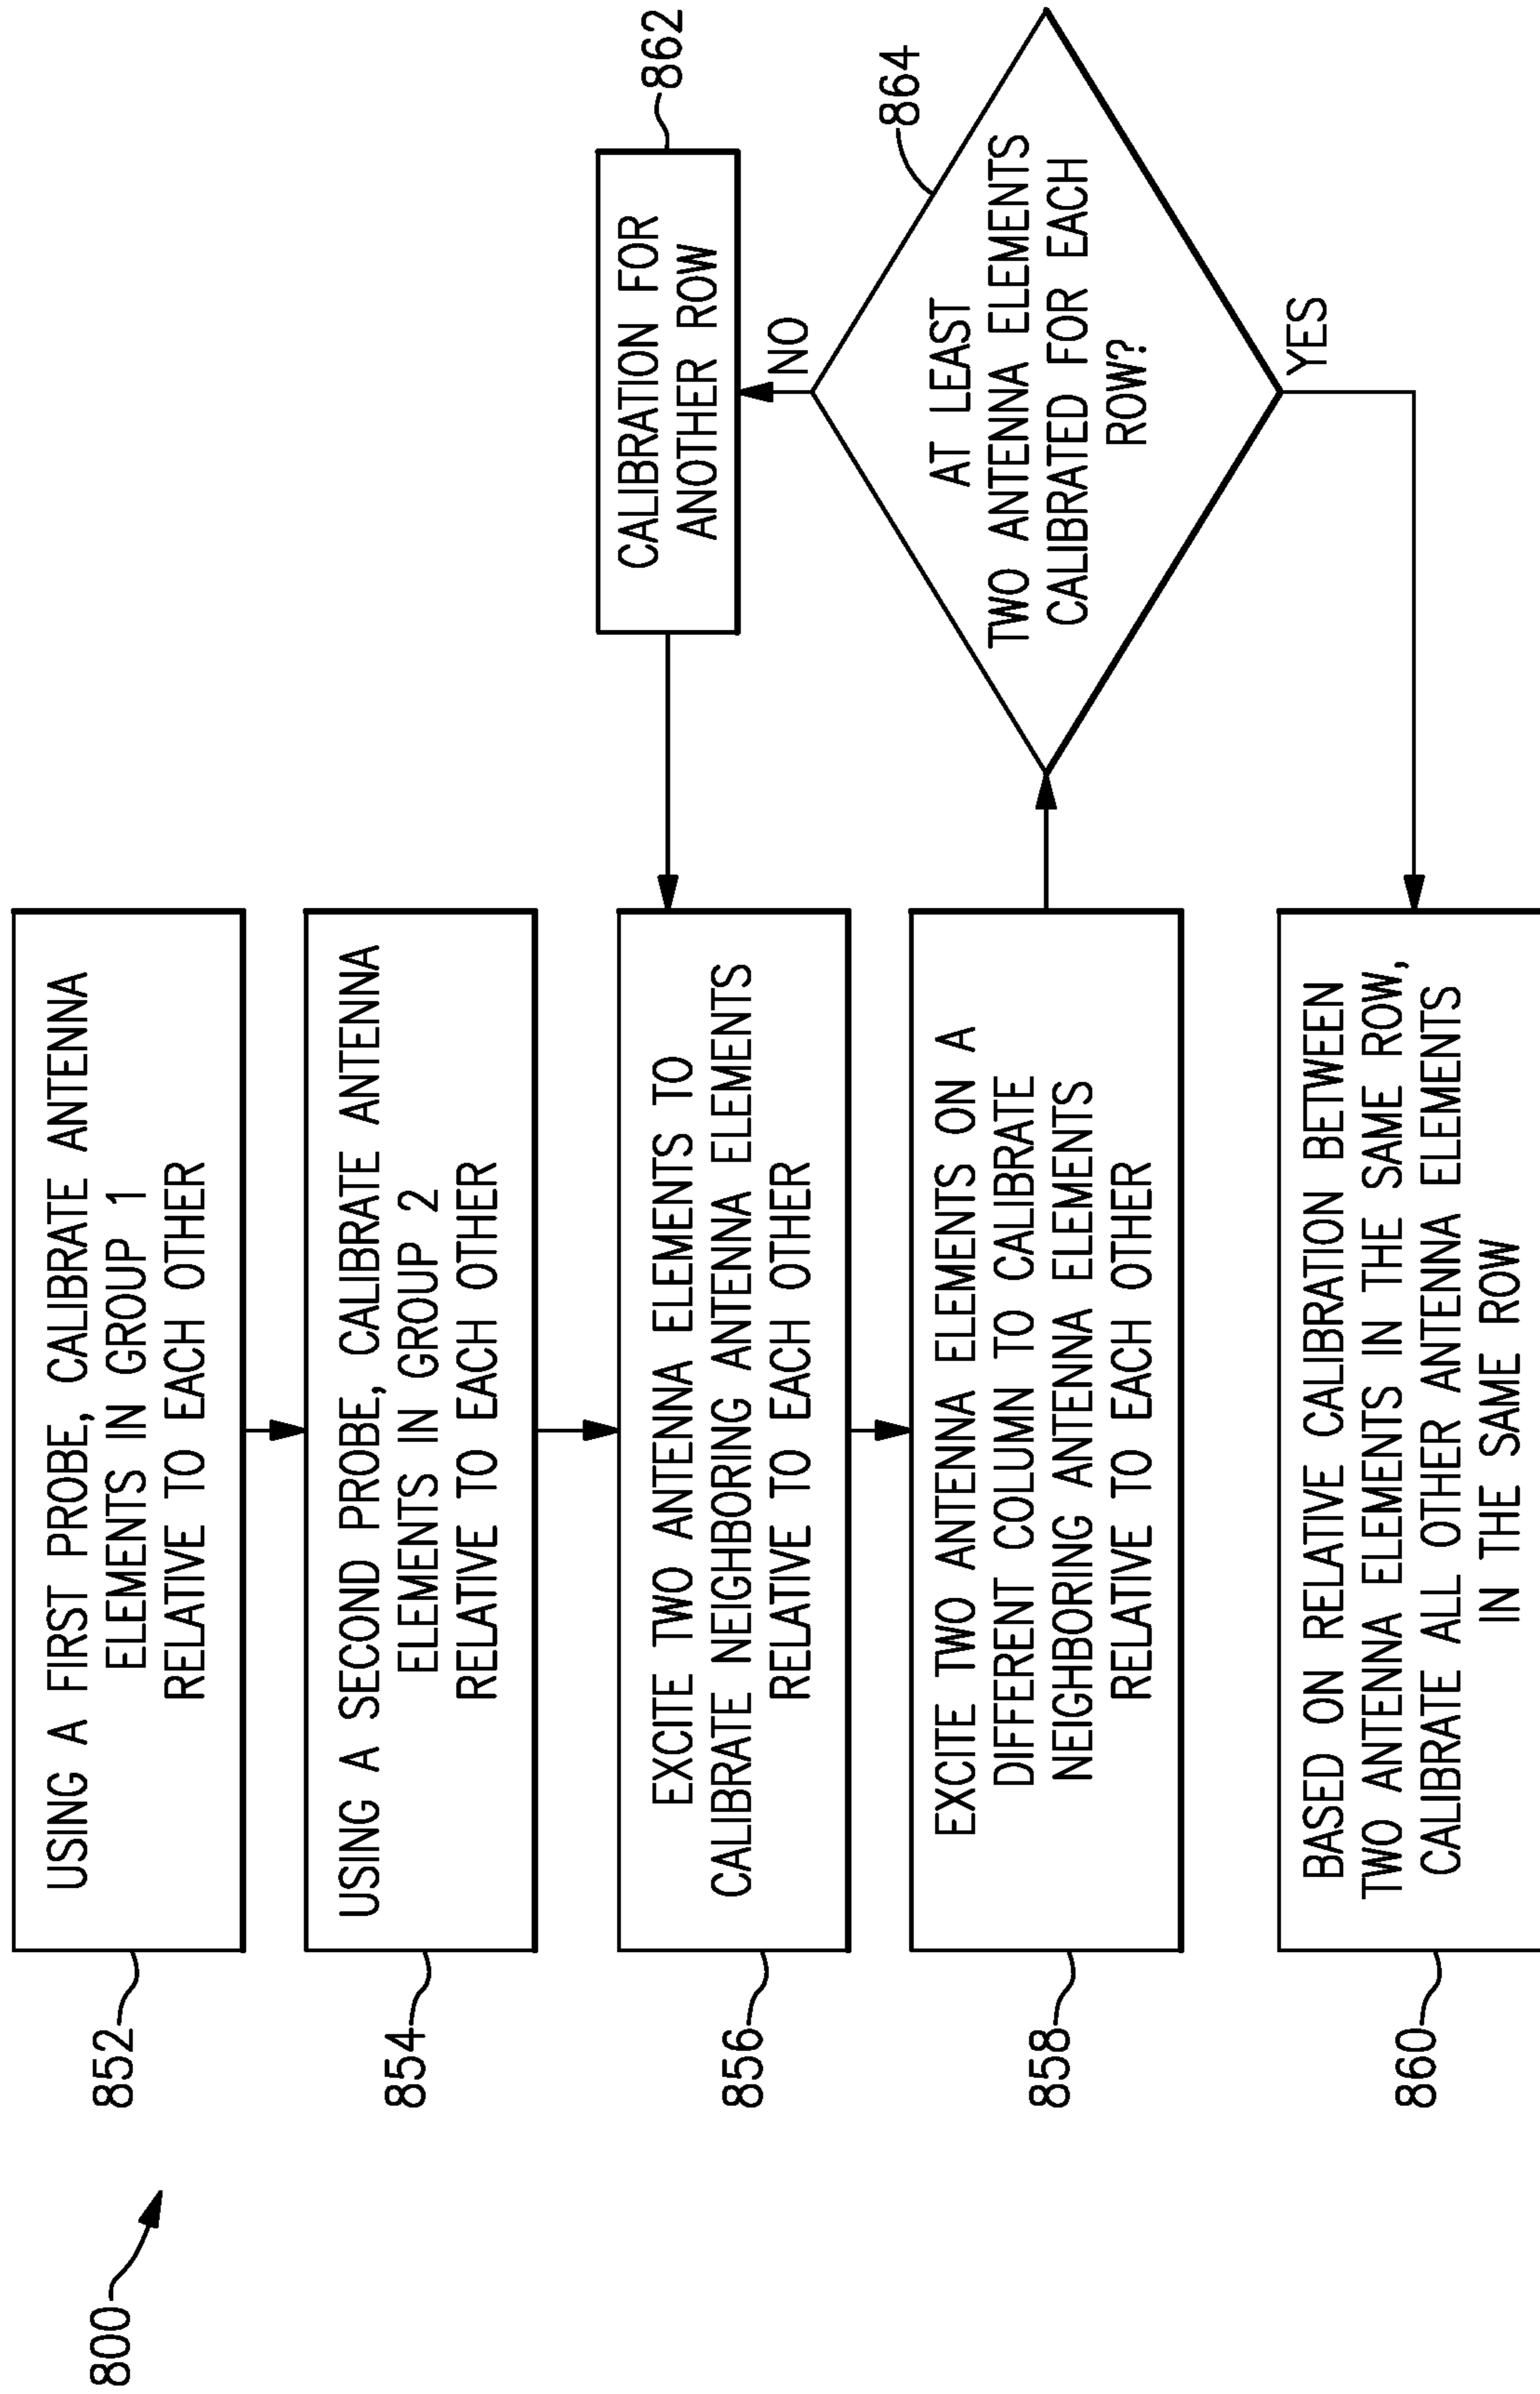 800
852
USING A FIRST PROBE, CALIBRATE ANTENNA
ELEMENTS IN GROUP 1
RELATIVE TO EACH OTHER
854
USING A SECOND PROBE, CALIBRATE ANTENNA
ELEMENTS IN GROUP 2
RELATIVE TO EACH OTHER
856
EXCITE TWO ANTENNA ELEMENTS TO
CALIBRATE NEIGHBORING ANTENNA ELEMENTS
RELATIVE TO EACH OTHER
862
CALIBRATION FOR
ANOTHER ROW
NO
858
EXCITE TWO ANTENNA ELEMENTS ON A
DIFFERENT COLUMN TO CALIBRATE
NEIGHBORING ANTENNA ELEMENTS
RELATIVE TO EACH OTHER
864
AT LEAST
TWO ANTENNA ELEMENTS
CALIBRATED FOR EACH
ROW?
YES
860
BASED ON RELATIVE CALIBRATION BETWEEN
TWO ANTENNA ELEMENTS IN THE SAME ROW,
CALIBRATE ALL OTHER ANTENNA ELEMENTS
IN THE SAME ROW